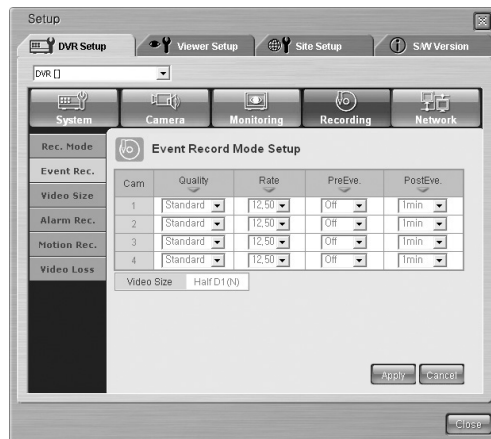 Setup
DVR Setup Viewer Setup Site Setup S/W Version
DVR []
System Camera Monitoring Recording Network
Rec. Mode
Event Rec.
Video Size
Alarm Rec.
Motion Rec.
Video Loss
Event Record Mode Setup
Cam Quality Rate PreEve. PostEve.
1 Standard 12,50 Off 1min
2 Standard 12,50 Off 1min
3 Standard 12,50 Off 1min
4 Standard 12,50 Off 1min
Video Size Half D1(N)
Apply Cancel
Close